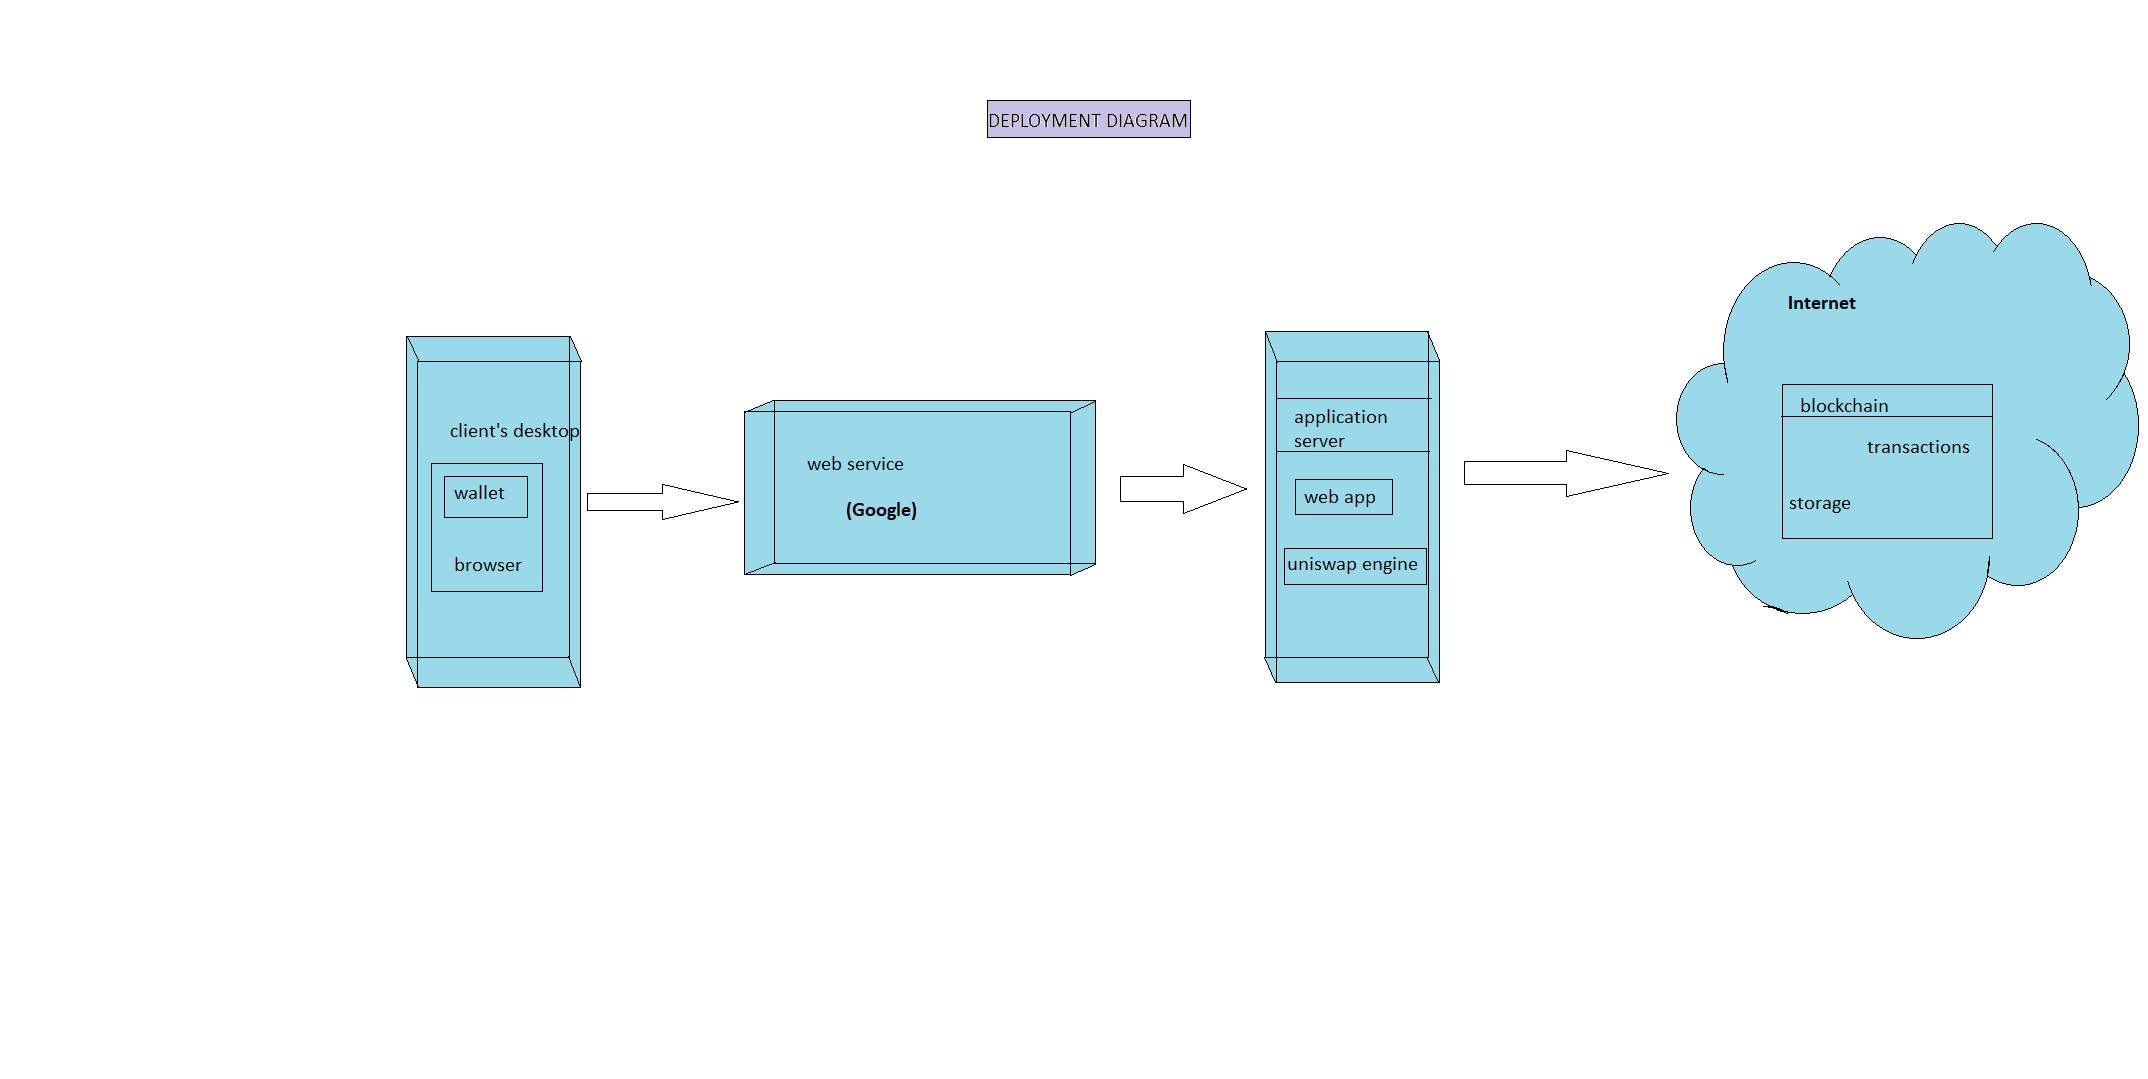 DEPLOYMENT DIAGRAM
client's desktop
wallet
browser
web service
(Google)
application
server
web app
uniswap engine
Internet
blockchain
transactions
storage